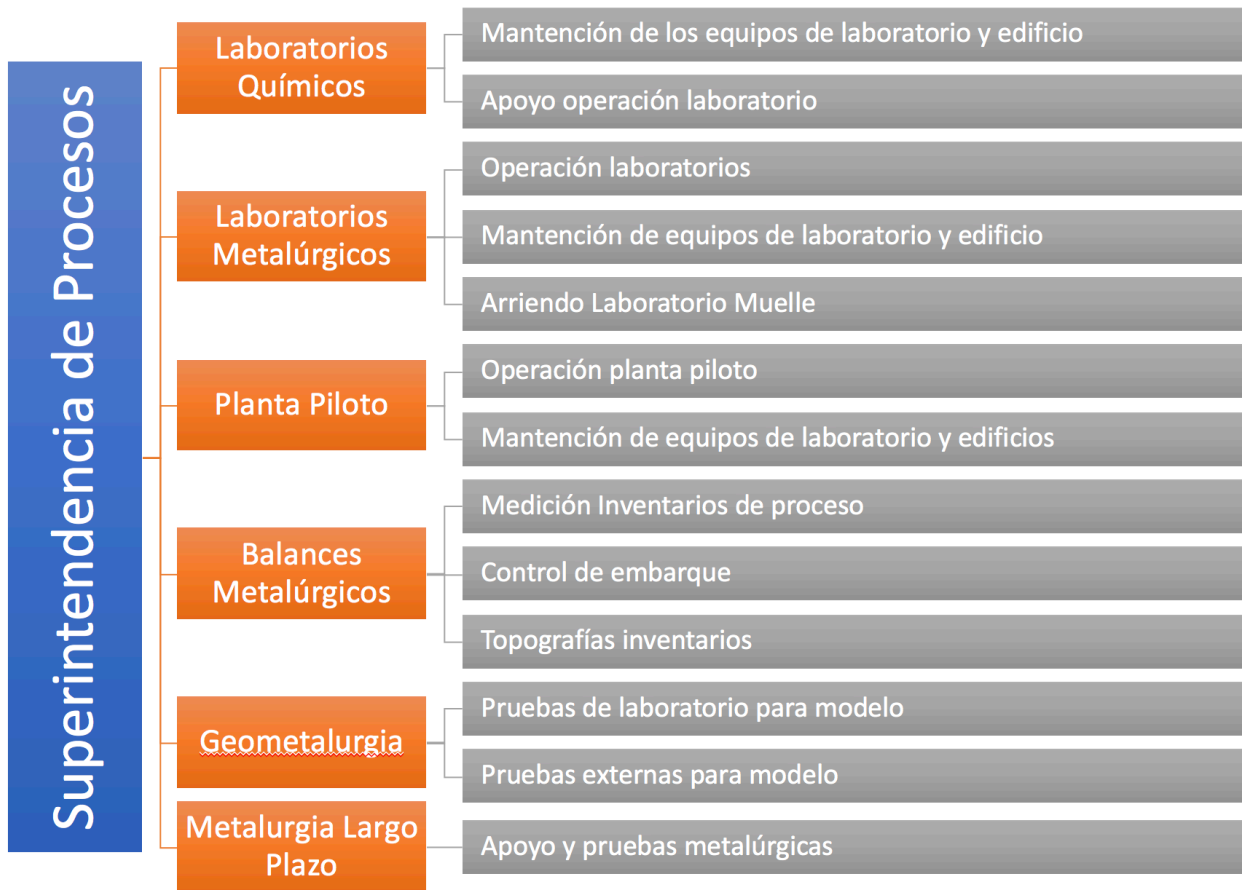 Superintendencia de Procesos
Laboratorios
Químicos
Mantención de los equipos de laboratorio y edificio
Apoyo operación laboratorio
Laboratorios
Metalúrgicos
Operación laboratorios
Mantención de equipos de laboratorio y edificio
Arriendo Laboratorio Muelle
Planta Piloto
Operación planta piloto
Mantención de equipos de laboratorio y edificios
Balances
Metalúrgicos
Medición Inventarios de proceso
Control de embarque
Topografías inventarios
Geometalurgia
Pruebas de laboratorio para modelo
Pruebas externas para modelo
Metalurgia Largo
Plazo
Apoyo y pruebas metalúrgicas